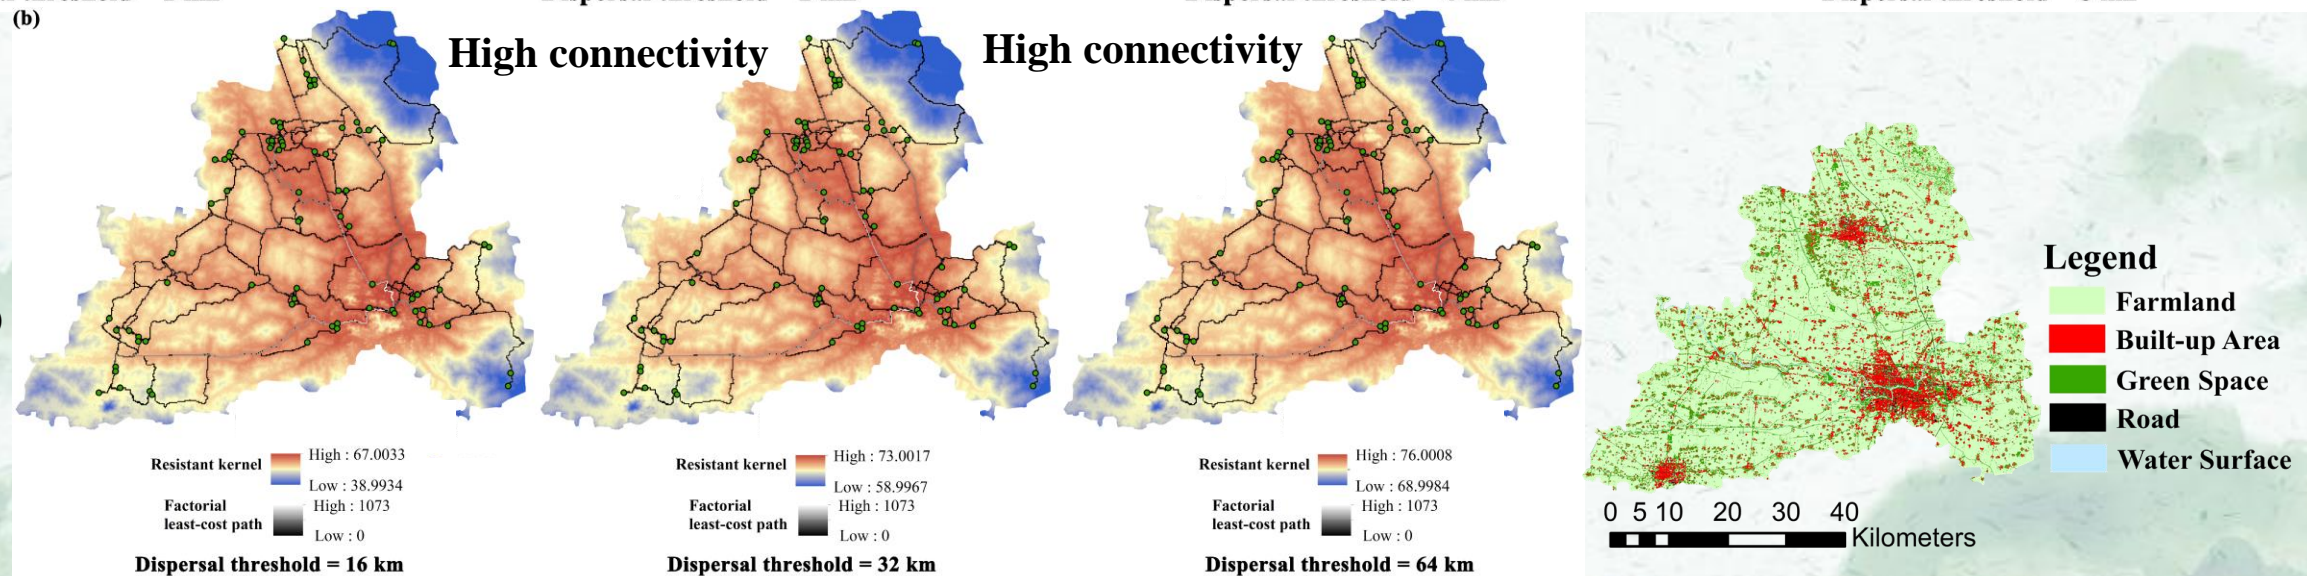 (b)
High connectivity
High connectivity
Resistant kernel
High : 67.0033
Low : 38.9934
Factorial
least-cost path
High : 1073
Low : 0
Dispersal threshold = 16 km
Resistant kernel
High : 73.0017
Low : 58.9967
Factorial
least-cost path
High : 1073
Low : 0
Dispersal threshold = 32 km
Resistant kernel
High : 76.0008
Low : 68.9984
Factorial
least-cost path
High : 1073
Low : 0
Dispersal threshold = 64 km
Legend
Farmland
Built-up Area
Green Space
Road
Water Surface
0 5 10 20 30 40
Kilometers